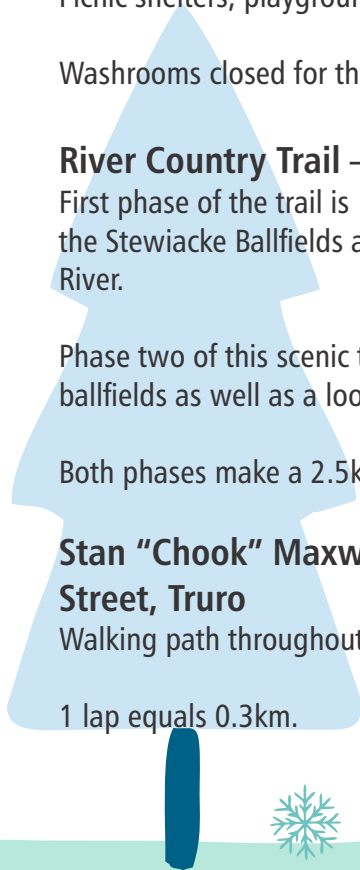 Picnic shelters, playgroun
Washrooms closed for th
River Country Trail –
First phase of the trail is
the Stewiacke Ballfields a
River.
Phase two of this scenic t
ballfields as well as a loo
Both phases make a 2.5k
Stan “Chook” Maxw
Street, Truro
Walking path throughout
1 lap equals 0.3km.